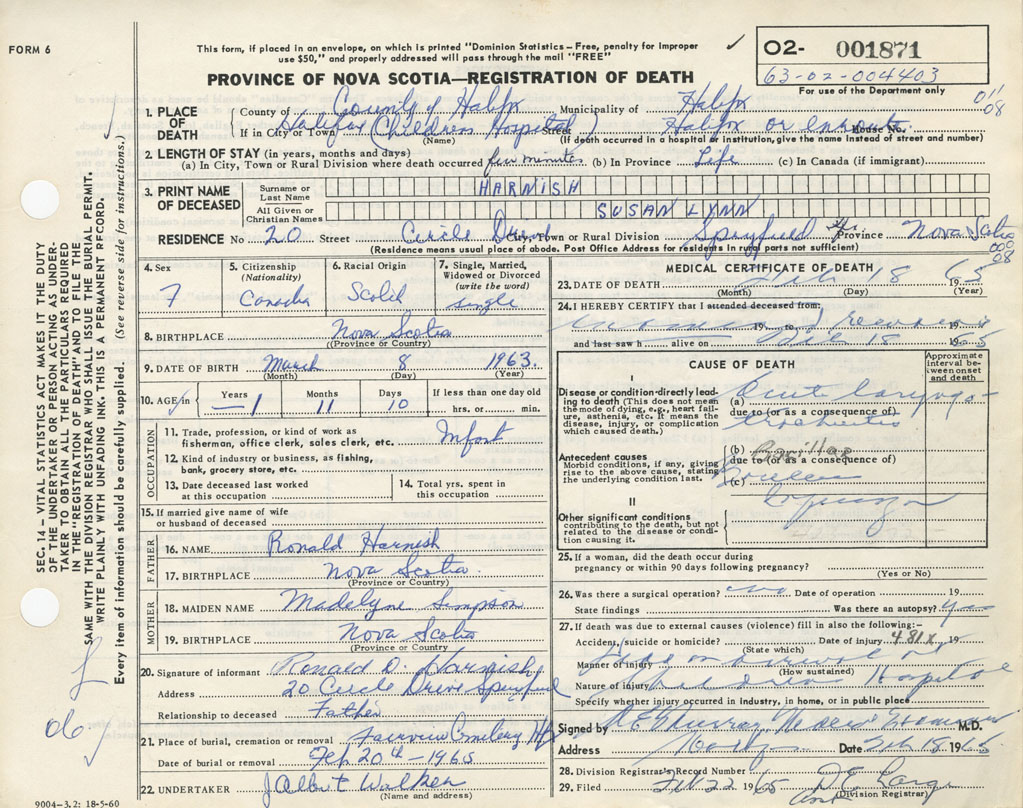 FORM 6
This form, if placed in an envelope, on which is printed "Dominion Statistics – Free, penalty for improper
use $50," and properly addressed will pass through the mail "FREE"
PROVINCE OF NOVA SCOTIA—REGISTRATION OF DEATH
02- 001871
63-02-004403
For use of the Department only
011
08
SEC. 14 – VITAL STATISTICS ACT MAKES IT THE DUTY
OF THE UNDERTAKER OR PERSON ACTING AS UNDER-
TAKER TO OBTAIN ALL THE PARTICULARS REQUIRED
IN THE "REGISTRATION OF DEATH" AND TO FILE THE
SAME WITH THE DIVISION REGISTRAR WHO SHALL ISSUE THE BURIAL PERMIT.
WRITE PLAINLY WITH UNFADING INK. THIS IS A PERMANENT RECORD.
Every item of information should be carefully supplied. (See reverse side for instructions.)
1. PLACE OF DEATH
County of County of Halifax Municipality of Halifax
If in City or Town Halifax (Childrens Hospital) Street Halifax or enroute House No.
(Name) (If death occurred in a hospital or institution, give the name instead of street and number)
2. LENGTH OF STAY (in years, months and days)
(a) In City, Town or Rural Division where death occurred few minutes (b) In Province Life (c) In Canada (if immigrant)
3. PRINT NAME OF DECEASED
Surname or Last Name HARNISH
All Given or Christian Names SUSAN LYNN
RESIDENCE No 20 Street Circle Drive City, Town or Rural Division Spryfield Province Nova Scotia
(Residence means usual place of abode. Post Office Address for residents in rural parts not sufficient)
000
08
4. Sex F
5. Citizenship (Nationality) Canadian
6. Racial Origin Scotch
7. Single, Married, Widowed or Divorced (write the word) Single
8. BIRTHPLACE Nova Scotia
(Province or Country)
9. DATE OF BIRTH March 8 1963.
(Month) (Day) (Year)
10. AGE Years 1 Months 11 Days 10 If less than one day old hrs. or min.
OCCUPATION
11. Trade, profession, or kind of work as fisherman, office clerk, sales clerk, etc. Infant
12. Kind of industry or business, as fishing, bank, grocery store, etc.
13. Date deceased last worked at this occupation
14. Total yrs. spent in this occupation
15. If married give name of wife or husband of deceased
FATHER
16. NAME Ronald Harnish
17. BIRTHPLACE Nova Scotia
(Province or Country)
MOTHER
18. MAIDEN NAME Madelyne Simpson
19. BIRTHPLACE Nova Scotia
(Province or Country)
20. Signature of informant Ronald D. Harnish
Address 20 Circle Drive Spryfield
Relationship to deceased Father
21. Place of burial, cremation or removal Fairview Cemetery Hfx
Date of burial or removal Feb 20th - 1965
22. UNDERTAKER J Albert Walker
(Name and address)
9004-3.2: 18-5-60
MEDICAL CERTIFICATE OF DEATH
23. DATE OF DEATH Feb 18 1965
(Month) (Day) (Year)
24. I HEREBY CERTIFY that I attended deceased from:
19 to 19
and last saw h alive on Feb 18 1965
CAUSE OF DEATH
Approximate interval between onset and death
I
Disease or condition directly leading to death (This does not mean the mode of dying, e.g., heart failure, asthenia, etc. It means the disease, injury, or complication which caused death.)
(a) Acute laryngo-
due to (or as a consequence of)
tracheitis
Antecedent causes
Morbid conditions, if any, giving rise to the above cause, stating the underlying condition last.
(b)
due to (or as a consequence of)
(c)
II
Other significant conditions
contributing to the death, but not related to the disease or condition causing it.
25. If a woman, did the death occur during pregnancy or within 90 days following pregnancy?
(Yes or No)
26. Was there a surgical operation? no Date of operation 19
State findings Was there an autopsy? Yes
27. If death was due to external causes (violence) fill in also the following:-
Accident, suicide or homicide? Date of injury 481X 19
(State which)
Manner of injury
(How sustained)
Nature of injury
Specify whether injury occurred in industry, in home, or in public place
Signed by M.D.
Address Date Feb 18 1965
28. Division Registrar's Record Number
29. Filed Feb 22 1965
(Division Registrar)